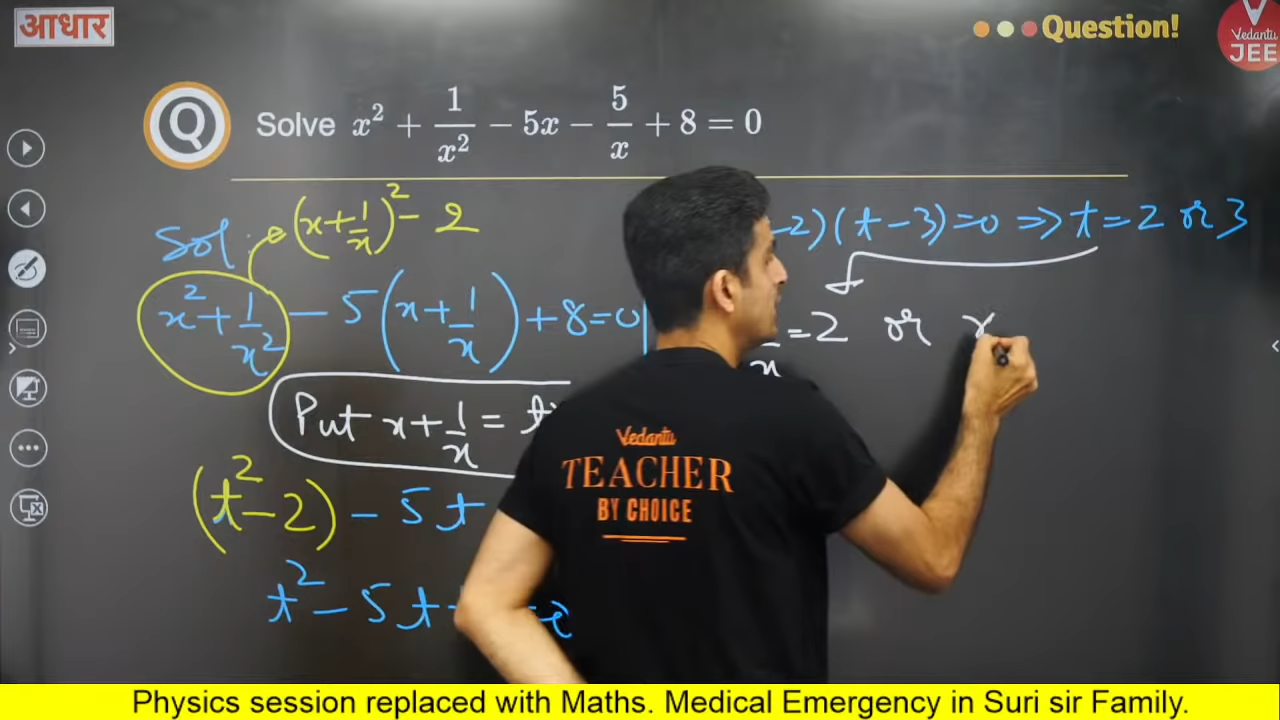 आधार
Question!
Vedantu
JEE
Q
Solve x² + 1/x² − 5x − 5/x + 8 = 0
Sol.
(x+1/x)² − 2
x² + 1/x² − 5(x+1/x) + 8 = 0
Put x + 1/x = t
(t² − 2) − 5t
t² − 5t
−2)(t−3)=0 ⇒ t = 2 or 3
x = 2 or x
Vedantu
TEACHER
BY CHOICE
Physics session replaced with Maths. Medical Emergency in Suri sir Family.